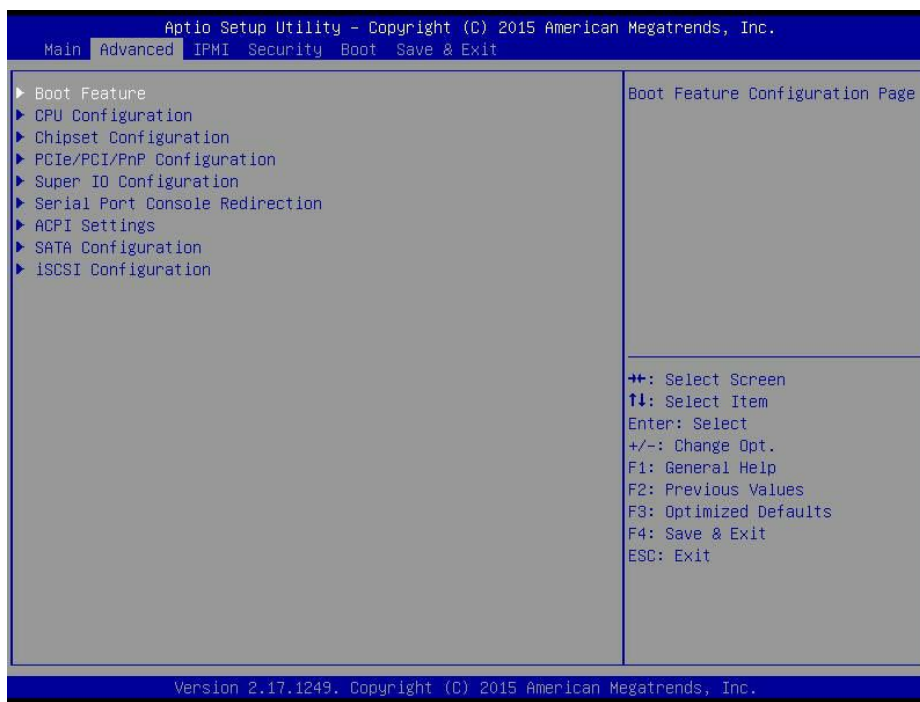 Aptio Setup Utility - Copyright (C) 2015 American Megatrends, Inc.
Main Advanced IPMI Security Boot Save & Exit
Boot Feature
CPU Configuration
Chipset Configuration
PCIe/PCI/PnP Configuration
Super IO Configuration
Serial Port Console Redirection
ACPI Settings
SATA Configuration
iSCSI Configuration
Boot Feature Configuration Page
→←: Select Screen
↑↓: Select Item
Enter: Select
+/-: Change Opt.
F1: General Help
F2: Previous Values
F3: Optimized Defaults
F4: Save & Exit
ESC: Exit
Version 2.17.1249. Copyright (C) 2015 American Megatrends, Inc.